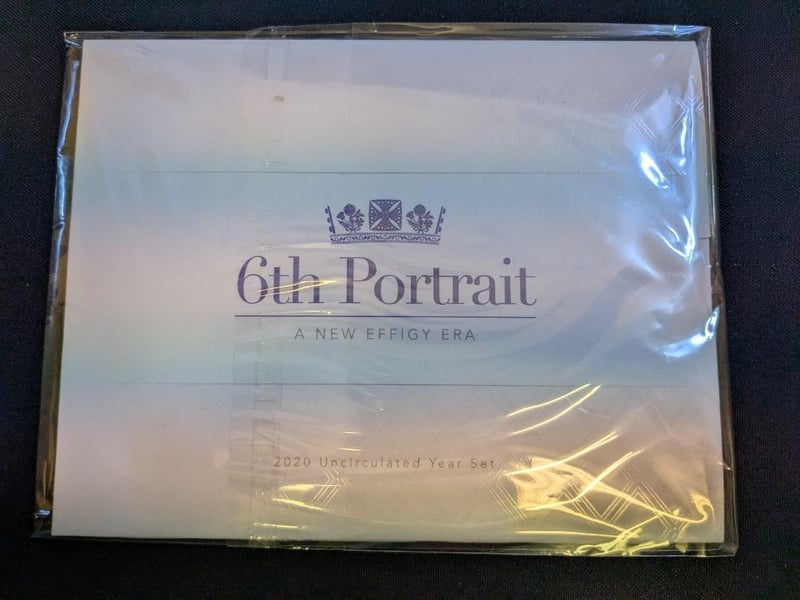 6th Portrait
A NEW EFFIGY ERA
2020 Uncirculated Year Set